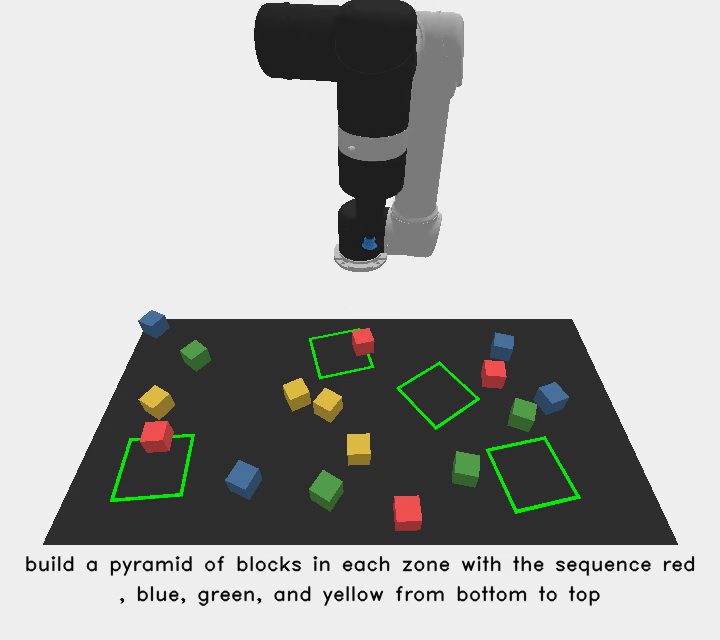 build a pyramid of blocks in each zone with the sequence red
, blue, green, and yellow from bottom to top